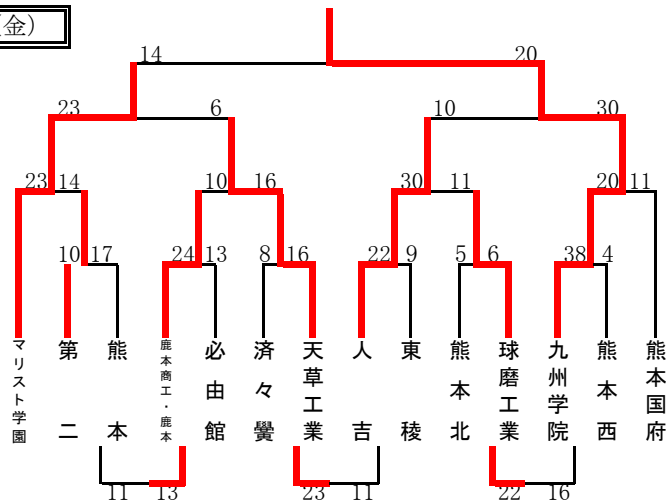 (金)
14 20
23 6 10 30
23 14 10 16 30 11 20 11
10 17 24 13 8 16 22 9 5 6 38 4
マリスト学園
第二
熊本
鹿本商工・鹿本
必由館
済々黌
天草工業
人吉
東稜
熊本北
球磨工業
九州学院
熊本西
熊本国府
11 13 23 11 22 16